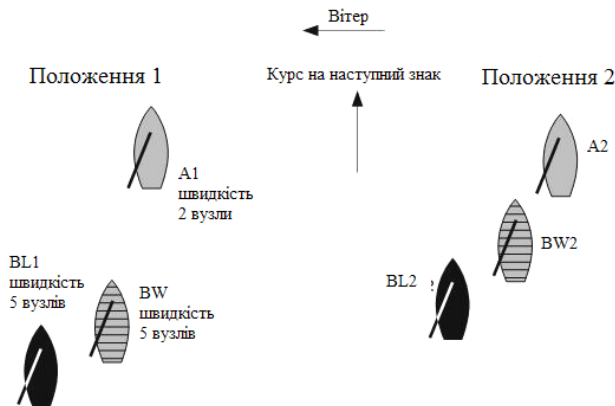 Вітер
Положення 1
Курс на наступний знак
Положення 2
A1
швидкість
2 вузли
A2
BW2
BL1
швидкість
5 вузлів
BW
швидкість
5 вузлів
BL2